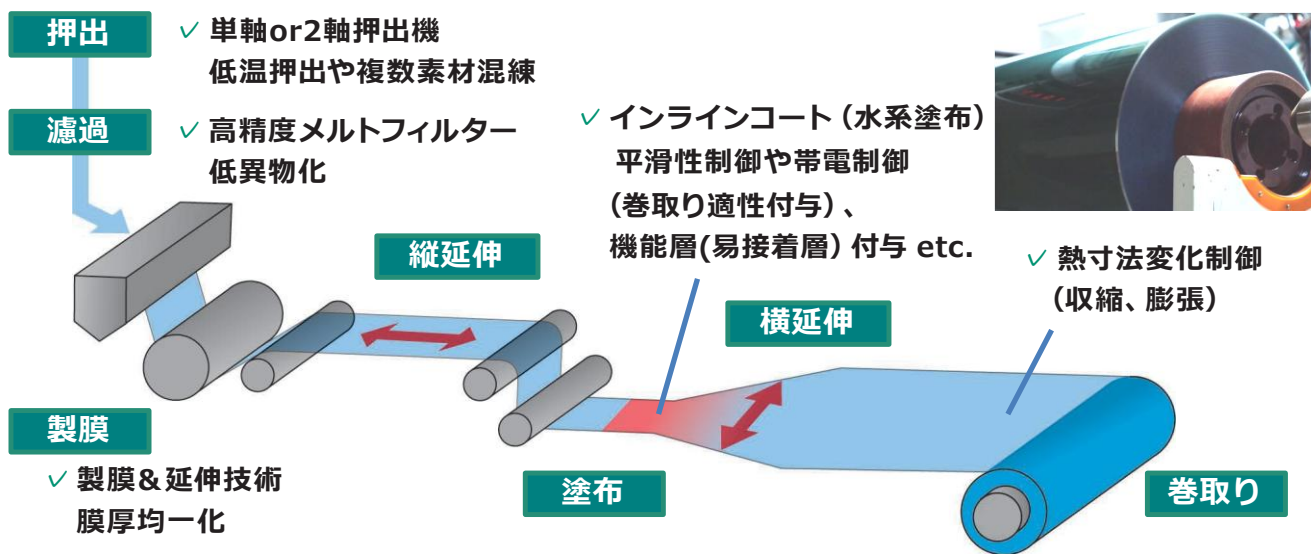 押出
✓ 単軸or2軸押出機
低温押出や複数素材混練
濾過
✓ 高精度メルトフィルター
低異物化
✓ インラインコート（水系塗布）
平滑性制御や帯電制御
（巻取り適性付与）、
機能層(易接着層）付与 etc.
✓ 熱寸法変化制御
（収縮、膨張）
縦延伸
横延伸
製膜
✓ 製膜&延伸技術
膜厚均一化
塗布
巻取り